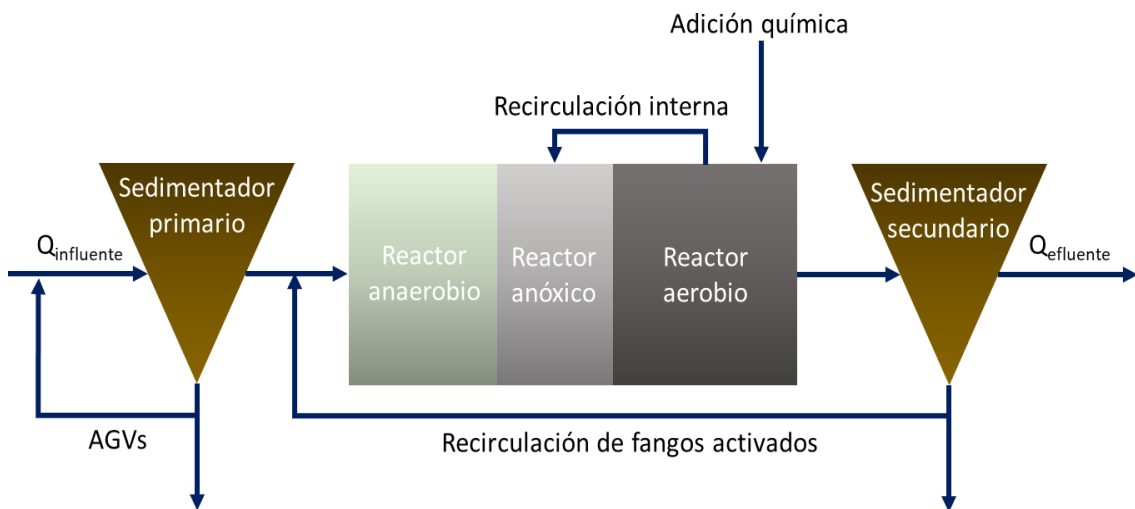 Adición química
Recirculación interna
Sedimentador
primario
Sedimentador
secundario
Qinfluente
Reactor
anaerobio
Reactor
anóxico
Reactor
aerobio
Qefluente
AGVs
Recirculación de fangos activados